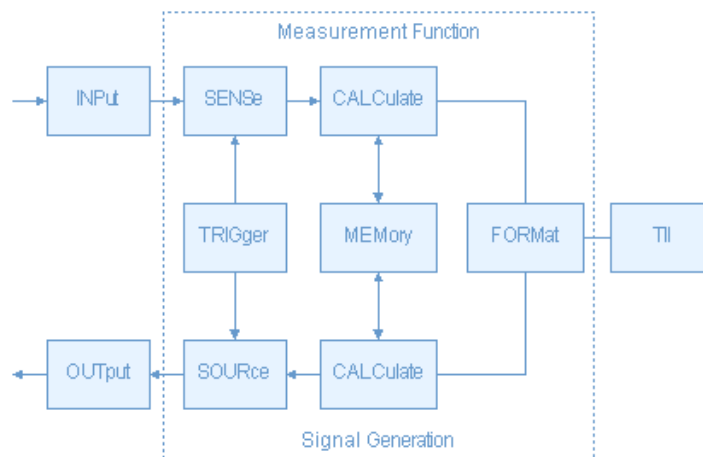 Measurement Function
INPut
SENSe
CALCulate
TRIGger
MEMory
FORMat
TII
OUTput
SOURce
CALCulate
Signal Generation